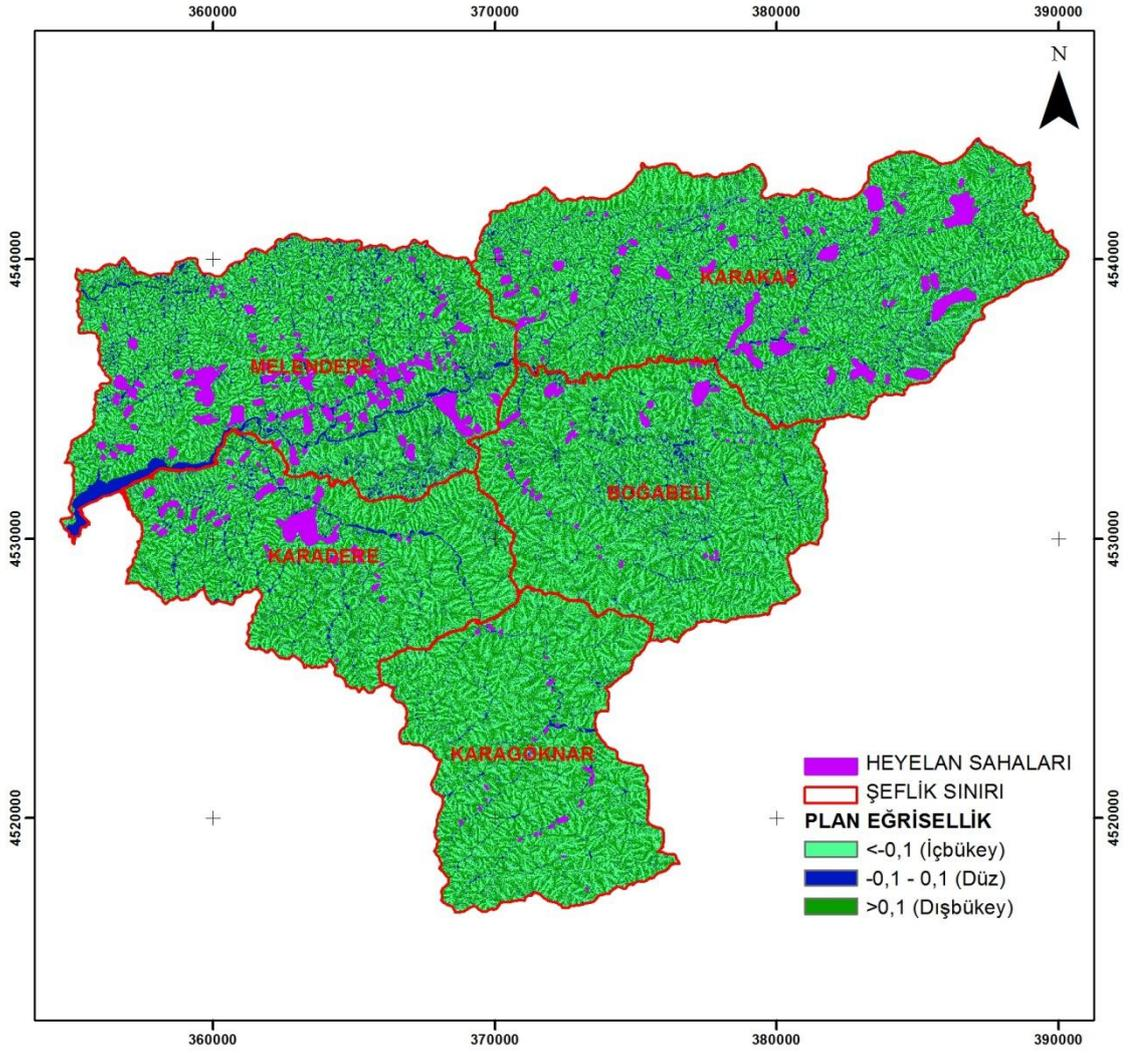 360000 370000 380000 390000
N
4540000 4540000
KARAKAŞ
MELENDERE
BOĞABELİ
4530000 4530000
KARADERE
KARAGÖKNAR
HEYELAN SAHALARI
ŞEFLİK SINIRI
PLAN EĞRİSELLİK
<-0,1 (İçbükey)
-0,1 - 0,1 (Düz)
>0,1 (Dışbükey)
4520000 4520000
360000 370000 380000 390000